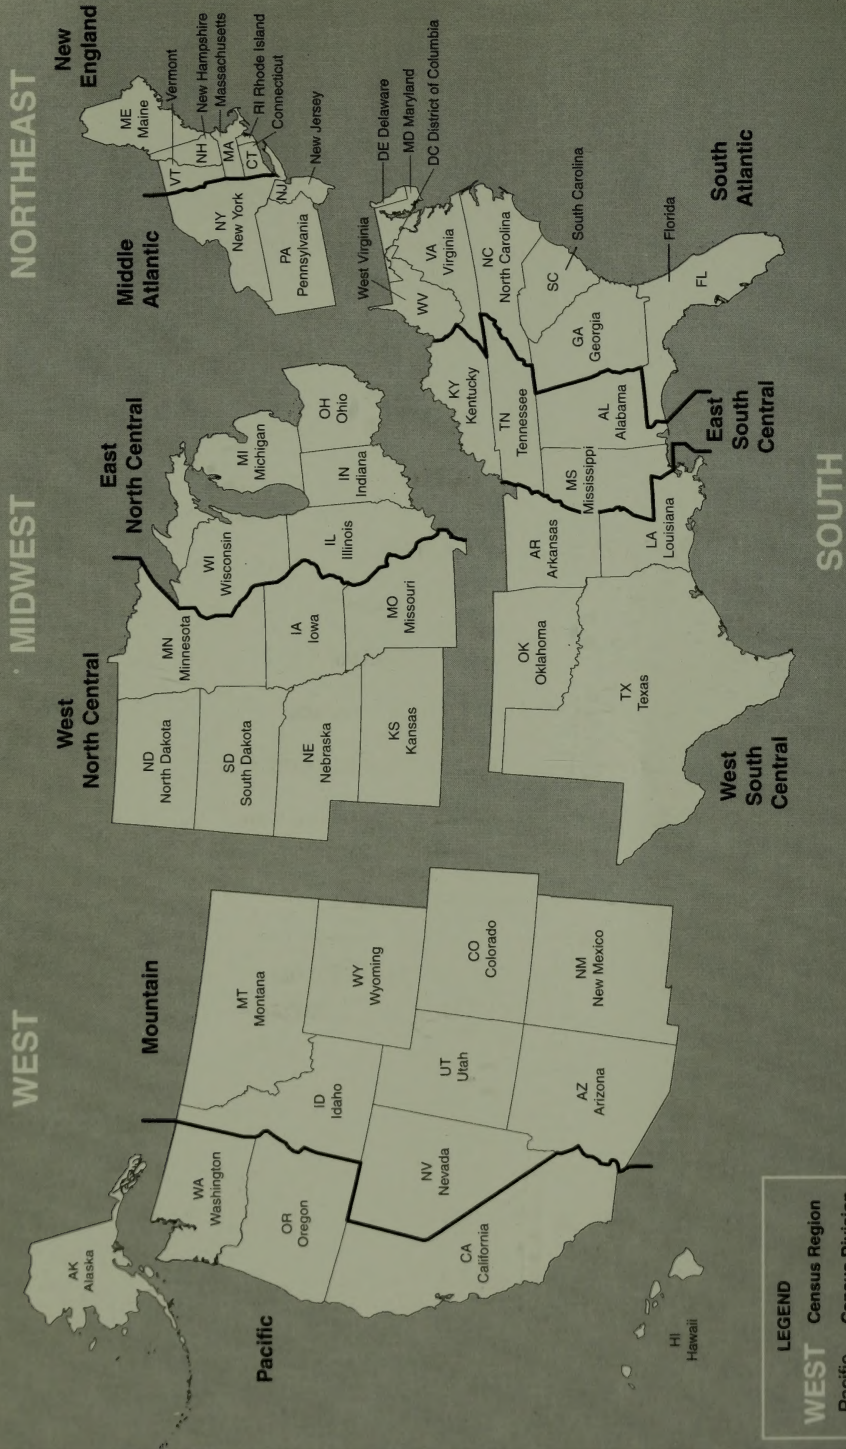 WEST
MIDWEST
NORTHEAST
Pacific
Mountain
West
North Central
East
North Central
Middle
Atlantic
New
England
AK
Alaska
WA
Washington
OR
Oregon
CA
California
HI
Hawaii
MT
Montana
ID
Idaho
WY
Wyoming
NV
Nevada
UT
Utah
CO
Colorado
AZ
Arizona
NM
New Mexico
ND
North Dakota
SD
South Dakota
NE
Nebraska
KS
Kansas
MN
Minnesota
IA
Iowa
MO
Missouri
WI
Wisconsin
MI
Michigan
IL
Illinois
IN
Indiana
OH
Ohio
ME
Maine
VT
Vermont
NH
New Hampshire
MA
Massachusetts
RI Rhode Island
CT
Connecticut
NY
New York
NJ
New Jersey
PA
Pennsylvania
OK
Oklahoma
TX
Texas
AR
Arkansas
LA
Louisiana
West
South
Central
KY
Kentucky
TN
Tennessee
MS
Mississippi
AL
Alabama
East
South
Central
West Virginia
WV
DE Delaware
MD Maryland
DC District of Columbia
VA
Virginia
NC
North Carolina
SC
South Carolina
GA
Georgia
FL
Florida
South
Atlantic
SOUTH
LEGEND
WEST Census Region
Pacific Census Division